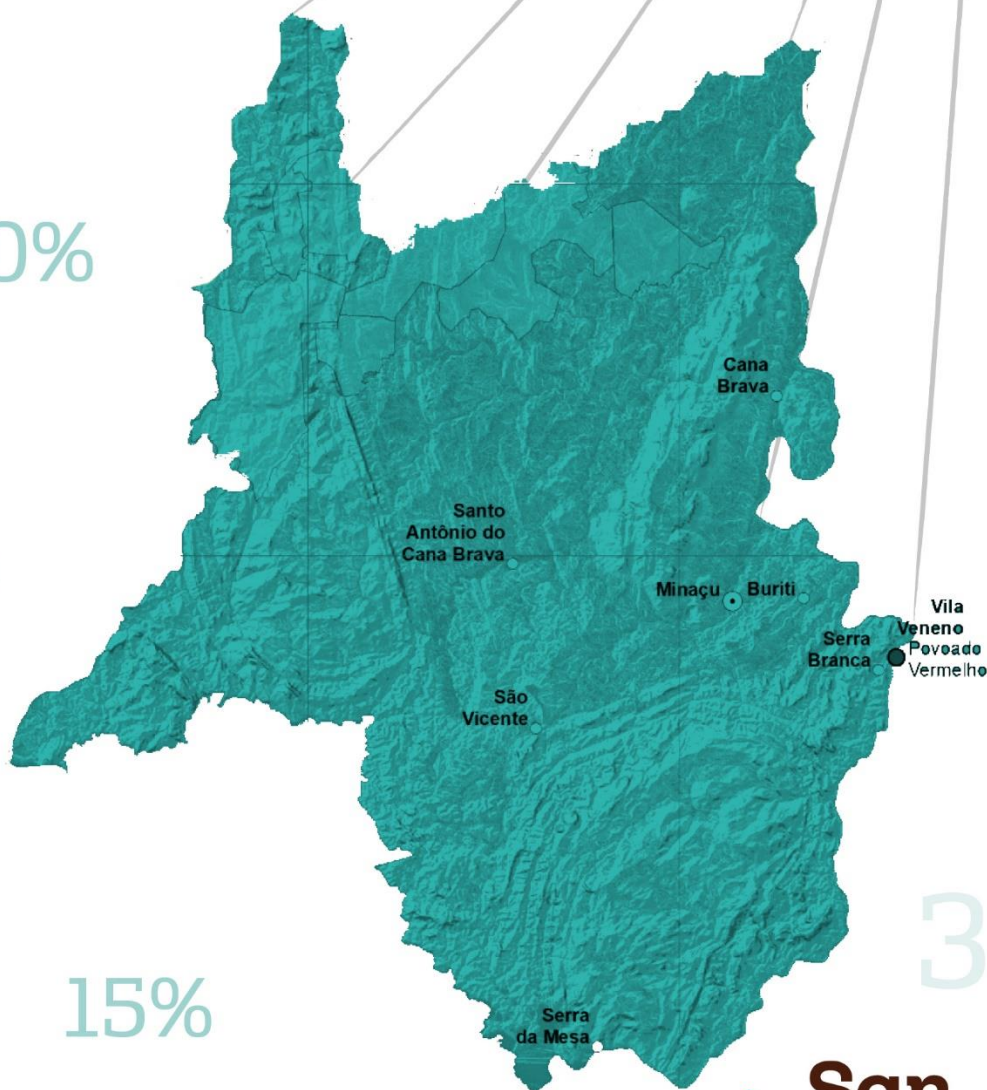 0%
Cana
Brava
Santo
Antônio do
Cana Brava
Minaçu
Buriti
Vila
Veneno
Povoado
Vermelho
Serra
Branca
São
Vicente
3
15%
Serra
da Mesa